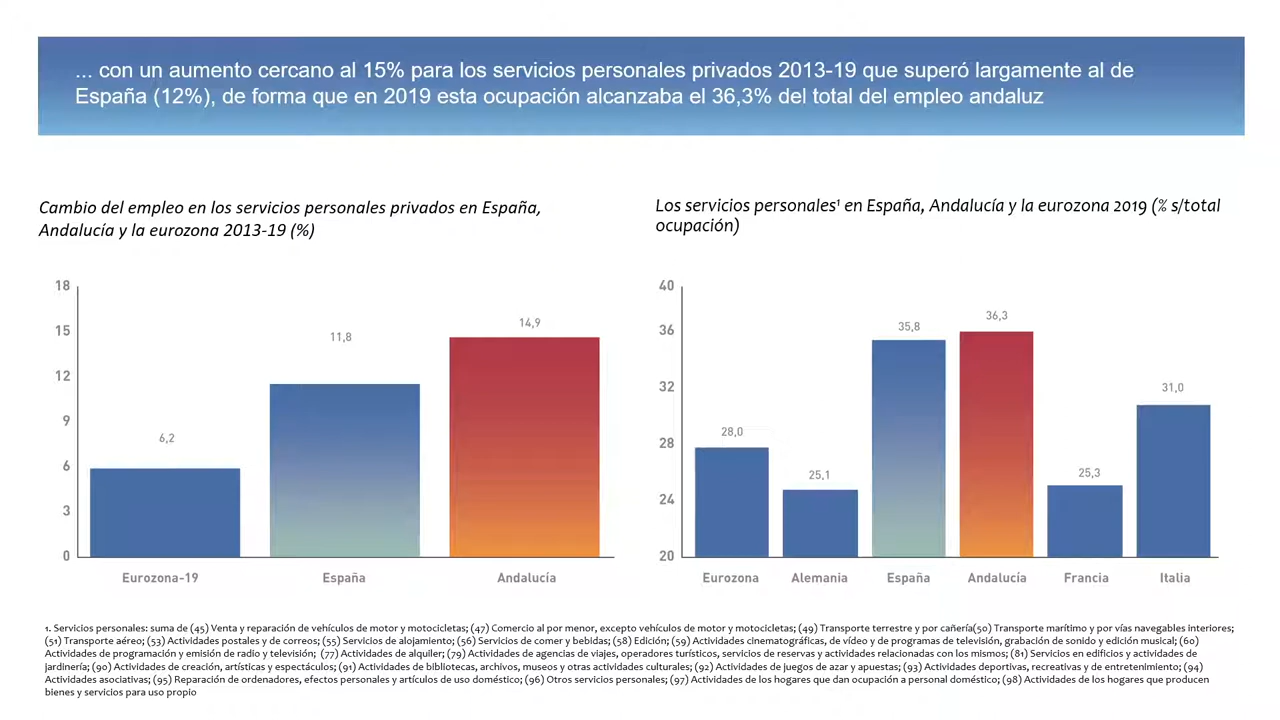 ... con un aumento cercano al 15% para los servicios personales privados 2013-19 que superó largamente al de
España (12%), de forma que en 2019 esta ocupación alcanzaba el 36,3% del total del empleo andaluz
Cambio del empleo en los servicios personales privados en España,
Andalucía y la eurozona 2013-19 (%)
18
15
12
9
6
3
0
6,2
11,8
14,9
Eurozona-19
España
Andalucía
Los servicios personales¹ en España, Andalucía y la eurozona 2019 (% s/total
ocupación)
40
36
32
28
24
20
28,0
25,1
35,8
36,3
25,3
31,0
Eurozona
Alemania
España
Andalucía
Francia
Italia
1. Servicios personales: suma de (45) Venta y reparación de vehículos de motor y motocicletas; (47) Comercio al por menor, excepto vehículos de motor y motocicletas; (49) Transporte terrestre y por cañería(50) Transporte marítimo y por vías navegables interiores;
(51) Transporte aéreo; (53) Actividades postales y de correos; (55) Servicios de alojamiento; (56) Servicios de comer y bebidas; (58) Edición; (59) Actividades cinematográficas, de vídeo y de programas de televisión, grabación de sonido y edición musical; (60)
Actividades de programación y emisión de radio y televisión; (77) Actividades de alquiler; (79) Actividades de agencias de viajes, operadores turísticos, servicios de reservas y actividades relacionadas con los mismos; (81) Servicios en edificios y actividades de
jardinería; (90) Actividades de creación, artísticas y espectáculos; (91) Actividades de bibliotecas, archivos, museos y otras actividades culturales; (92) Actividades de juegos de azar y apuestas; (93) Actividades deportivas, recreativas y de entretenimiento; (94)
Actividades asociativas; (95) Reparación de ordenadores, efectos personales y artículos de uso doméstico; (96) Otros servicios personales; (97) Actividades de los hogares que dan ocupación a personal doméstico; (98) Actividades de los hogares que producen
bienes y servicios para uso propio